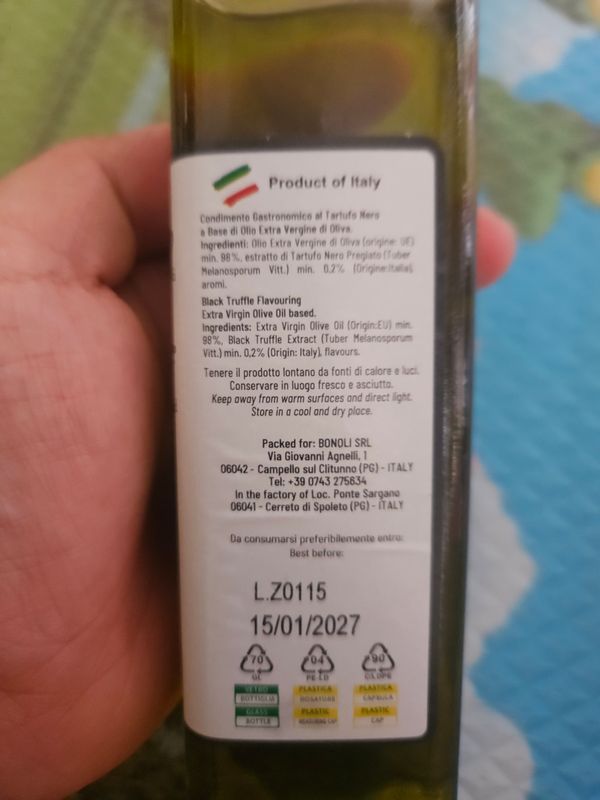 Product of Italy
Condimento Gastronomico al Tartufo Nero
a Base di Olio Extra Vergine di Oliva.
Ingredienti: Olio Extra Vergine di Oliva (origine: UE)
min. 98%, estratto di Tartufo Nero Pregiato (Tuber
Melanosporum Vitt.) min. 0.2% (Origine:Italia),
aromi.
Black Truffle Flavouring
Extra Virgin Olive Oil based.
Ingredients: Extra Virgin Olive Oil (Origin:EU) min.
98%, Black Truffle Extract (Tuber Melanosporum
Vitt.) min. 0,2% (Origin: Italy), flavours.
Tenere il prodotto lontano da fonti di calore e luci.
Conservare in luogo fresco e asciutto.
Keep away from warm surfaces and direct light.
Store in a cool and dry place.
Packed for: BONOLI SRL
Via Giovanni Agnelli, 1
06042 - Campello sul Clitunno (PG) - ITALY
Tel: +39 0743 275634
In the factory of Loc. Ponte Sargano
06041 - Cerreto di Spoleto (PG) - ITALY
Da consumarsi preferibilmente entro:
Best before:
L.Z0115
15/01/2027
70 04 90
GL PE-LD C/LDPE
VETRO PLASTICA PLASTICA
BOTTIGLIA DOSATORE CAPSULA
GLASS PLASTIC PLASTIC
BOTTLE MEASURING CAP CAP